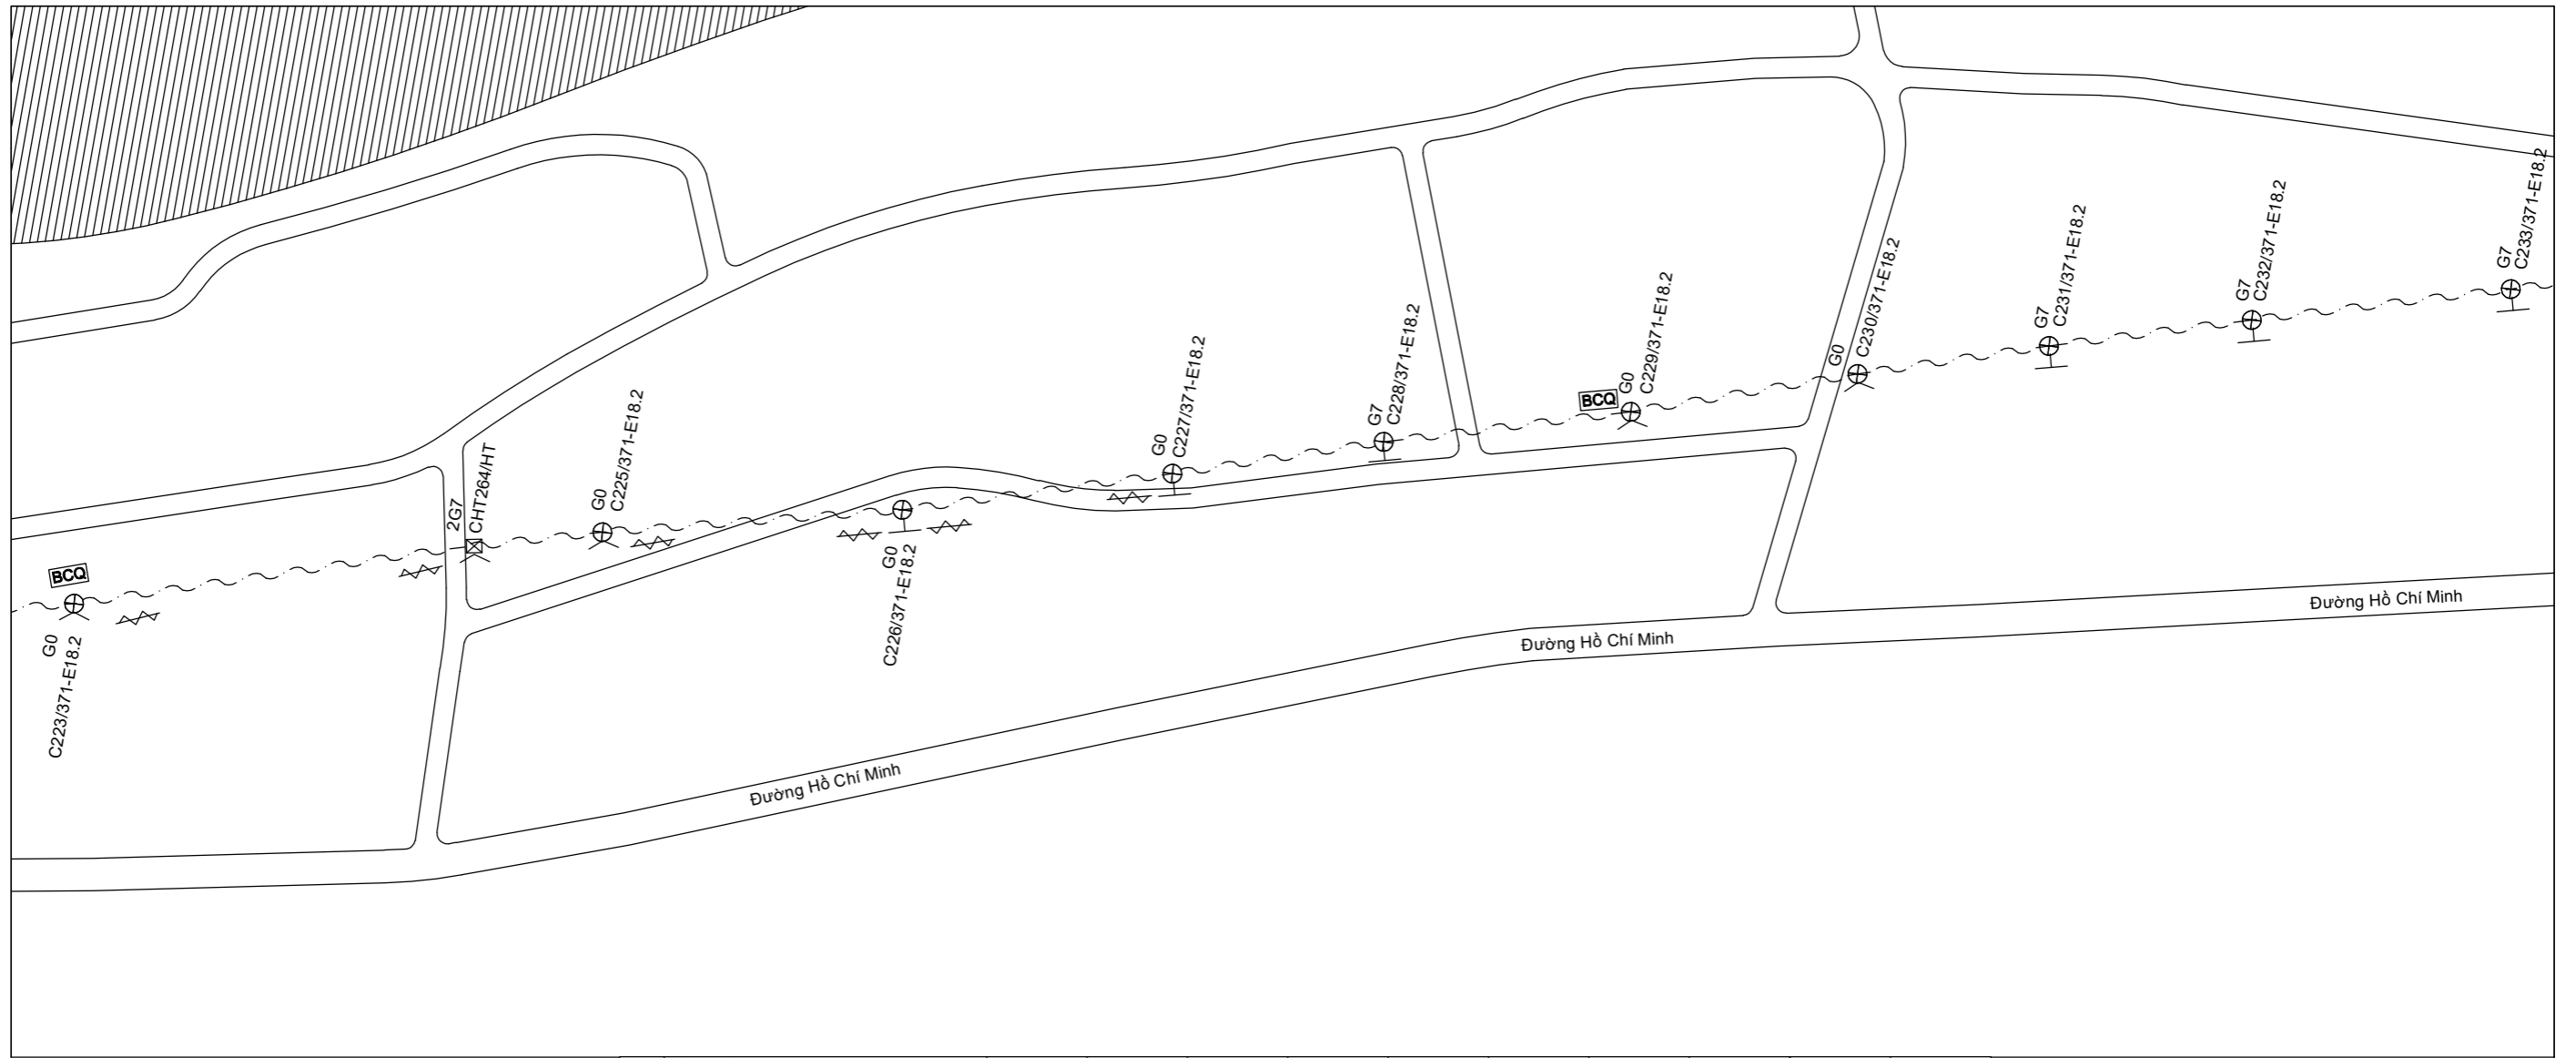 BCQ
G0
C223/371-E18.2
2G7
CHT264/HT
G0
C225/371-E18.2
G0
C226/371-E18.2
G0
C227/371-E18.2
G7
C228/371-E18.2
BCQ
G0
C229/371-E18.2
G0
C230/371-E18.2
G7
C231/371-E18.2
G7
C232/371-E18.2
G7
C233/371-E18.2
Đường Hồ Chí Minh
Đường Hồ Chí Minh
Đường Hồ Chí Minh